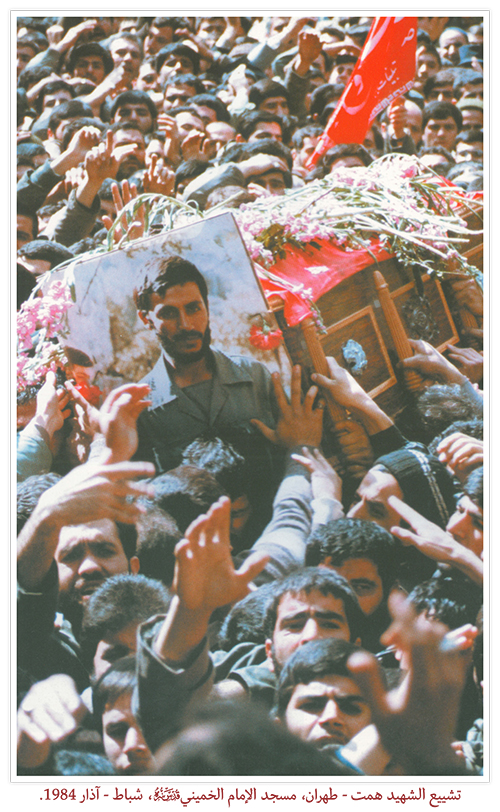 تشييع الشهيد همت - طهران، مسجد الإمام الخميني، شباط - آذار 1984.